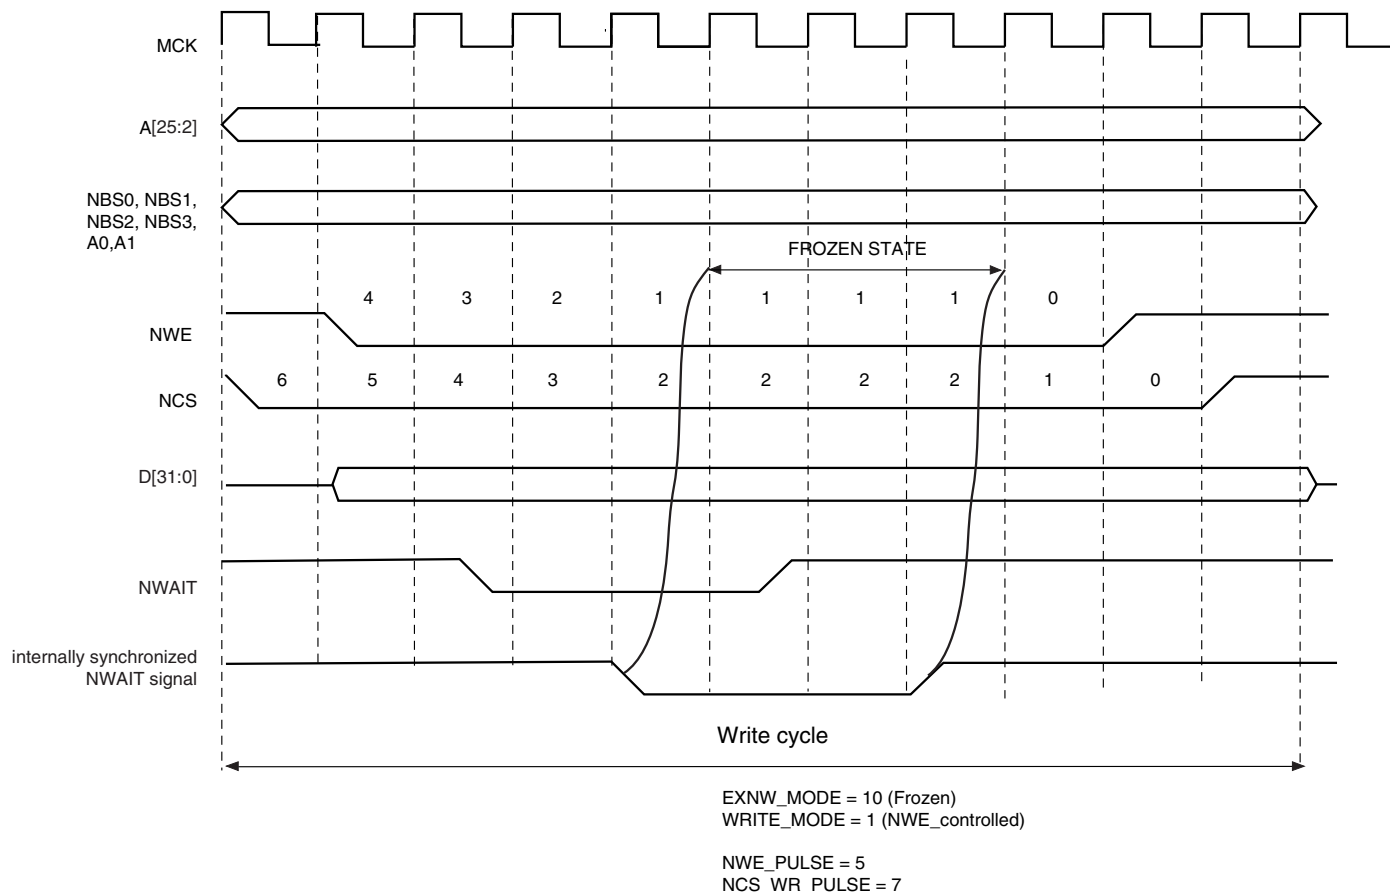 MCK
A[25:2]
NBS0, NBS1,
NBS2, NBS3,
A0,A1
FROZEN STATE
4 3 2 1 1 1 1 0
NWE
6 5 4 3 2 2 2 2 1 0
NCS
D[31:0]
NWAIT
internally synchronized
NWAIT signal
Write cycle
EXNW_MODE = 10 (Frozen)
WRITE_MODE = 1 (NWE_controlled)
NWE_PULSE = 5
NCS_WR_PULSE = 7